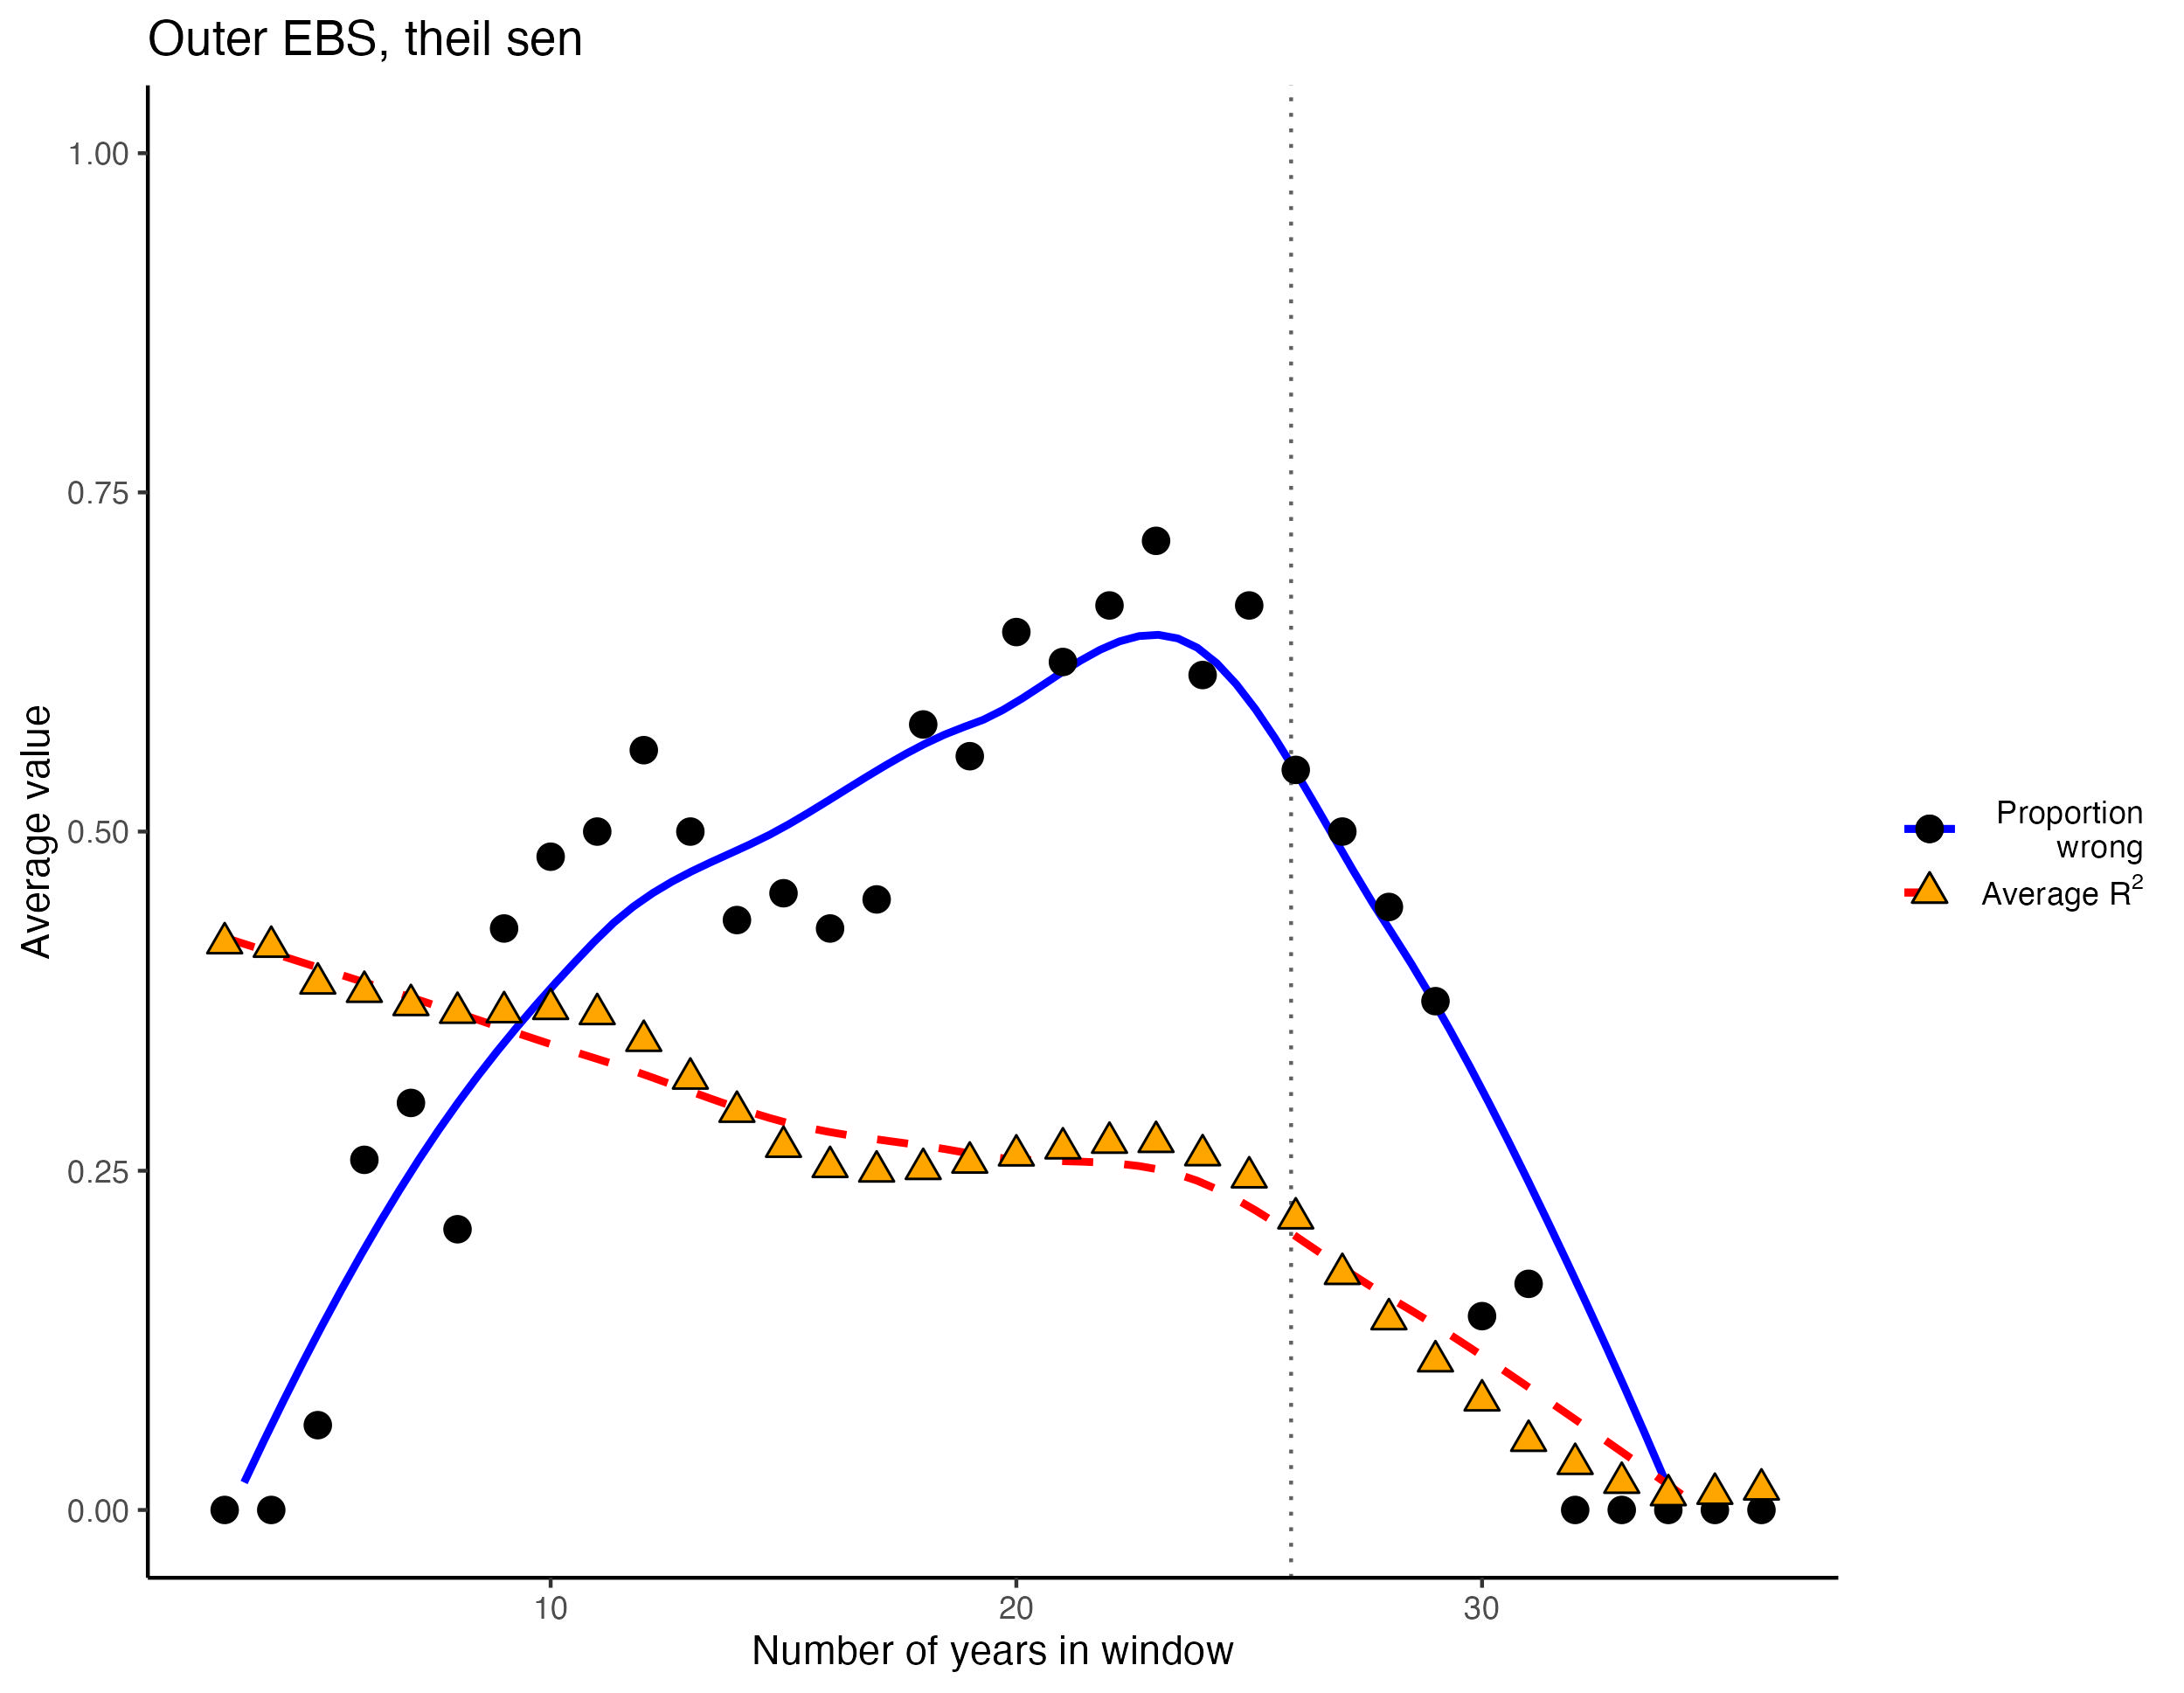 Outer EBS, theil sen
1.00
0.75
0.50
0.25
0.00
Average value
10 20 30
Number of years in window
Proportion
wrong
Average R²